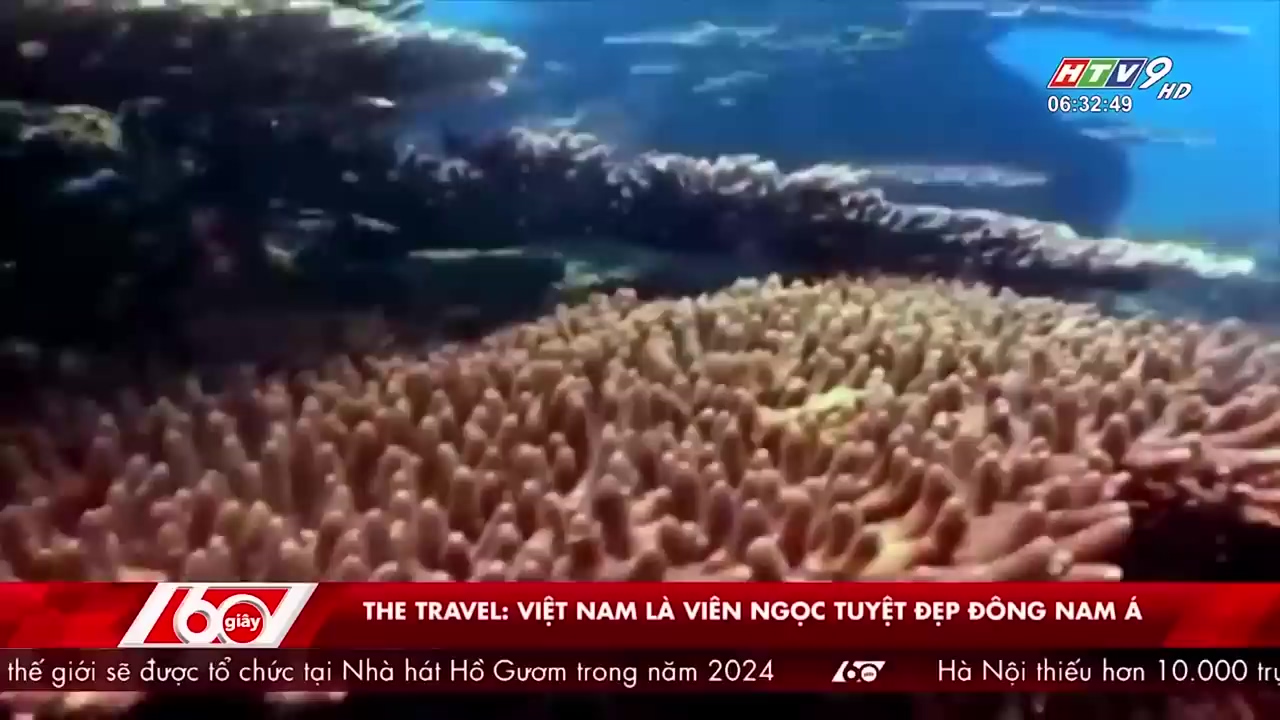 HTV9 HD
06:32:49
60 giây
THE TRAVEL: VIỆT NAM LÀ VIÊN NGỌC TUYỆT ĐẸP ĐÔNG NAM Á
thế giới sẽ được tổ chức tại Nhà hát Hồ Gươm trong năm 2024 60 giây Hà Nội thiếu hơn 10.000